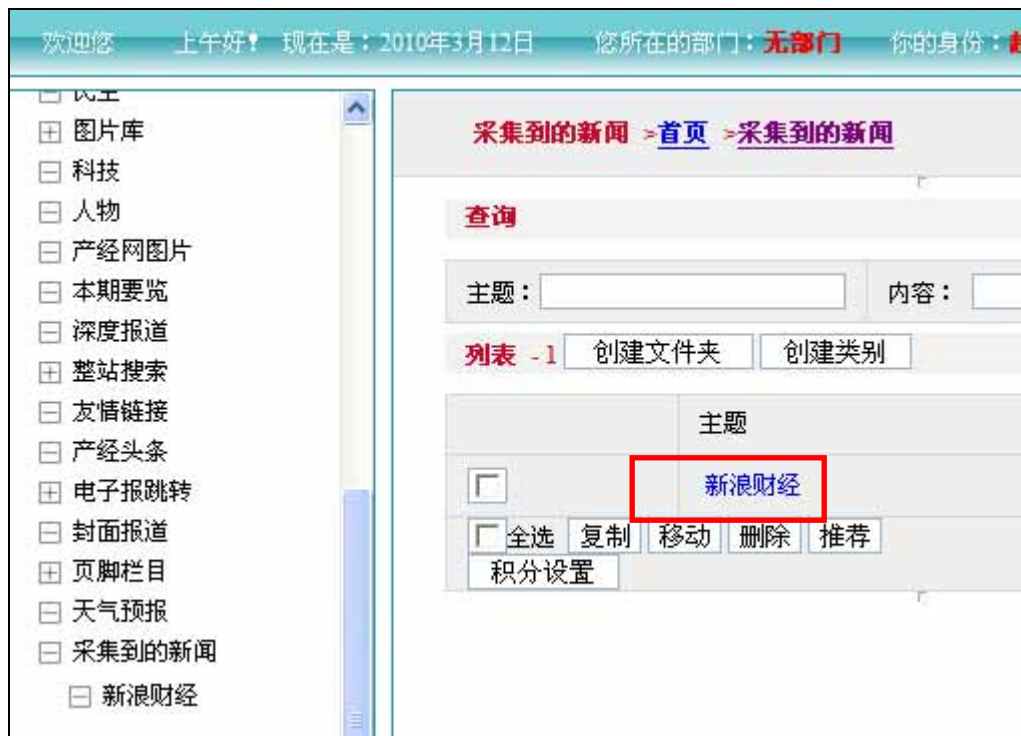 欢迎您 上午好！ 现在是：2010年3月12日 您所在的部门：无部门 你的身份：
民生
图片库
科技
人物
产经网图片
本期要览
深度报道
整站搜索
友情链接
产经头条
电子报跳转
封面报道
页脚栏目
天气预报
采集到的新闻
新浪财经
采集到的新闻 >首页 >采集到的新闻
查询
主题： 内容：
列表 -1 创建文件夹 创建类别
主题
新浪财经
全选 复制 移动 删除 推荐
积分设置